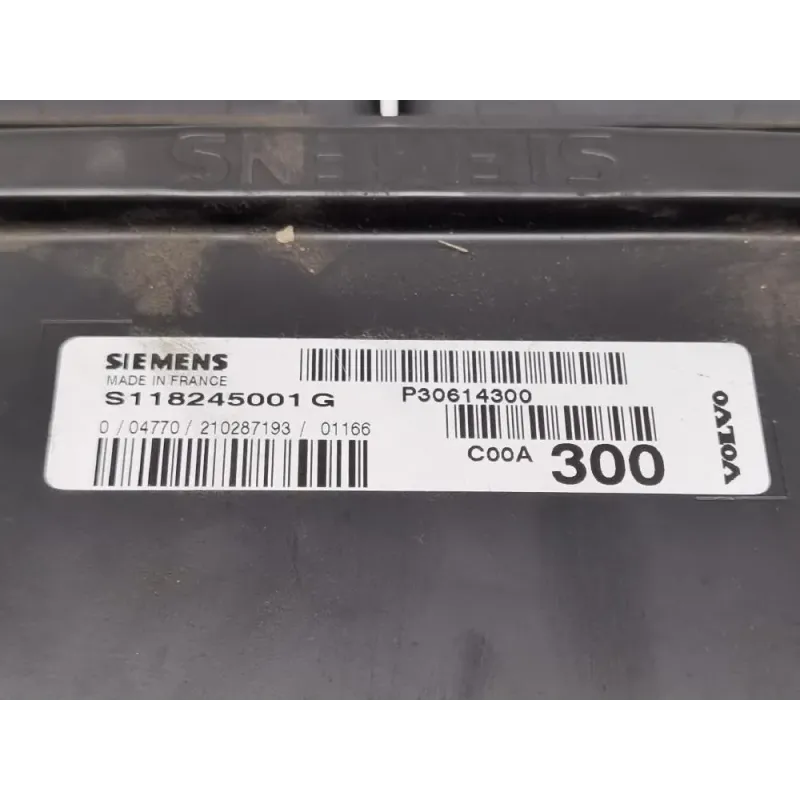 SIEMENS
SIEMENS
MADE IN FRANCE
S118245001 G
P30614300
0 / 04770 / 210287193 / 01166
C00A 300
VOLVO